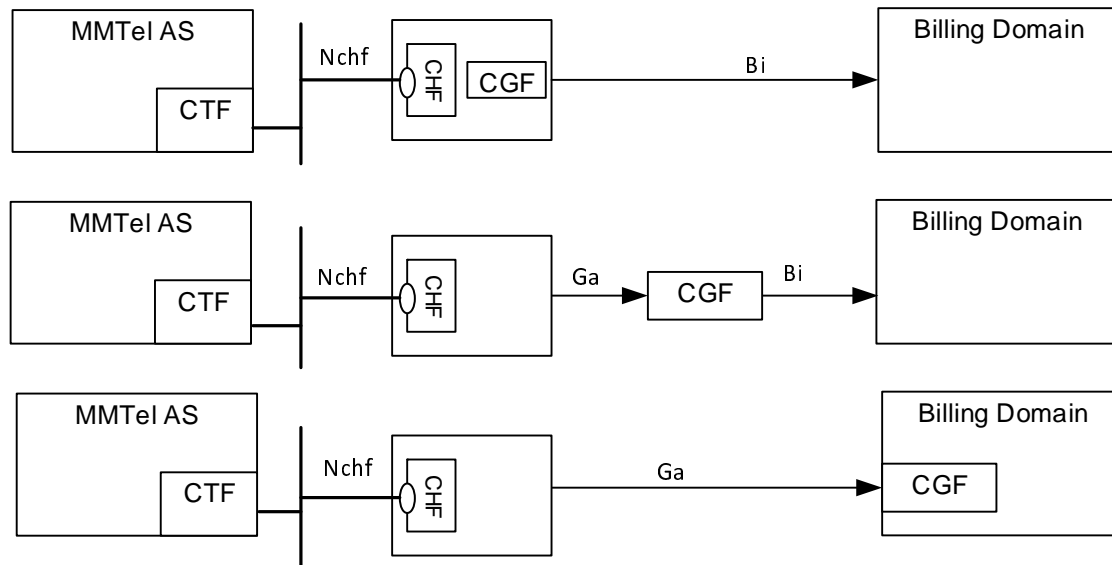 MMTel AS
CTF
Nchf
CHF
CGF
Bi
Billing Domain
MMTel AS
CTF
Nchf
CHF
Ga
CGF
Bi
Billing Domain
MMTel AS
CTF
Nchf
CHF
Ga
Billing Domain
CGF